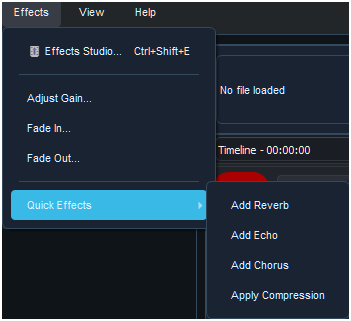 Effects View Help
Effects Studio... Ctrl+Shift+E
No file loaded
Adjust Gain...
Fade In...
Fade Out...
Timeline - 00:00:00
Quick Effects
Add Reverb
Add Echo
Add Chorus
Apply Compression